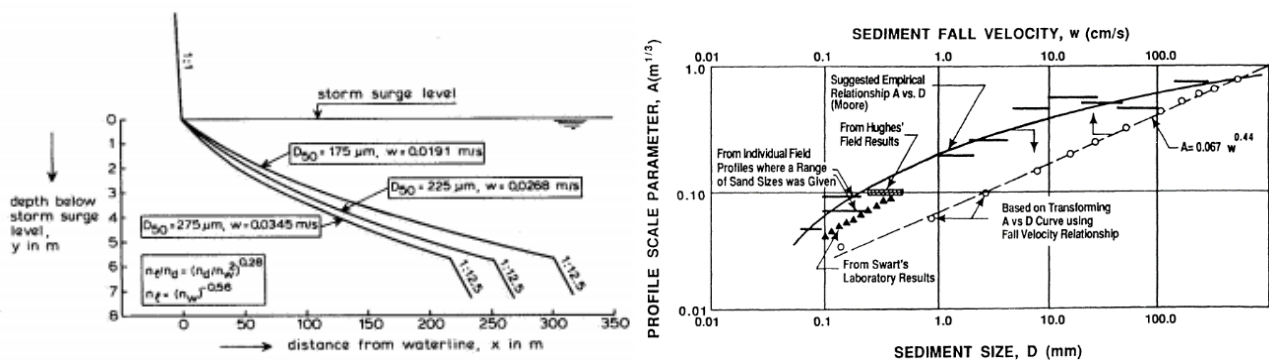 1:1
storm surge level
0
1
2
3
4
5
6
7
8
depth below
storm surge
level,
y in m
D50 = 175 μm, w=0.0191 m/s
D50 = 225 μm, w=0.0268 m/s
D50=275 μm, w=0.0345 m/s
1:12.5
1:12.5
1:12.5
nℓ/nd = (nd/nw²)0.28
nℓ = (nw)-0.56
0 50 100 150 200 250 300 350
distance from waterline, x in m
SEDIMENT FALL VELOCITY, w (cm/s)
0.01 0.1 1.0 10.0 100.0
PROFILE SCALE PARAMETER, A(m1/3)
1.0
0.10
0.01
Suggested Empirical
Relationship A vs. D
(Moore)
From Hughes'
Field Results
From Individual Field
Profiles where a Range
of Sand Sizes was Given
A= 0.067 w0.44
Based on Transforming
A vs D Curve using
Fall Velocity Relationship
From Swart's
Laboratory Results
0.01 0.1 1.0 10.0 100.0
SEDIMENT SIZE, D (mm)